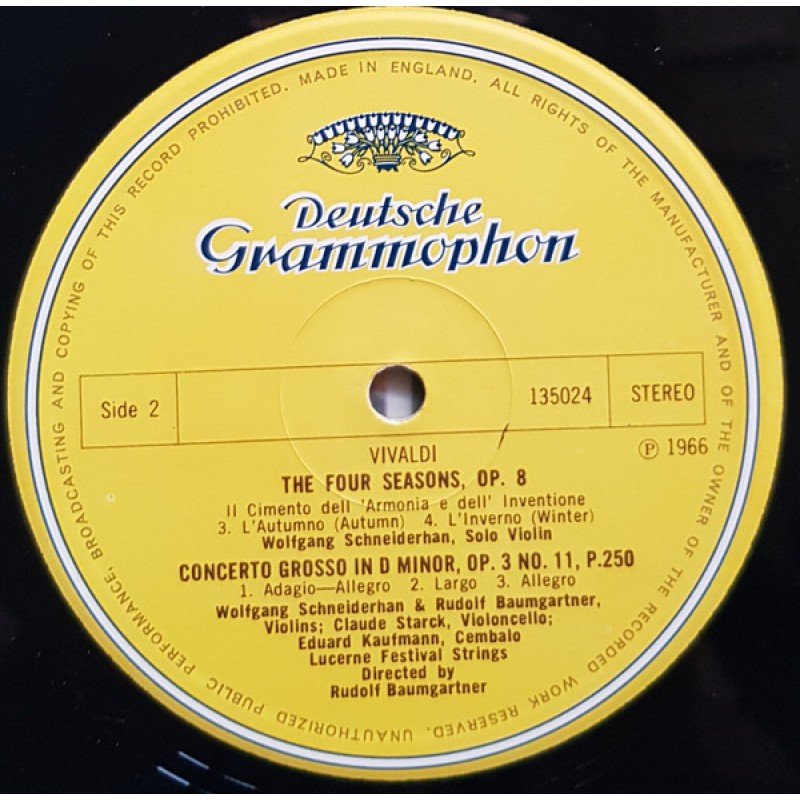 UNAUTHORIZED PUBLIC PERFORMANCE, BROADCASTING AND COPYING OF THIS RECORD PROHIBITED. MADE IN ENGLAND. ALL RIGHTS OF THE MANUFACTURER AND OF THE OWNER OF THE RECORDED WORK RESERVED.
Deutsche
Grammophon
Side 2
135024
STEREO
℗ 1966
VIVALDI
THE FOUR SEASONS, OP. 8
Il Cimento dell 'Armonia e dell' Inventione
3. L'Autumno (Autumn) 4. L'Inverno (Winter)
Wolfgang Schneiderhan, Solo Violin
CONCERTO GROSSO IN D MINOR, OP. 3 NO. 11, P.250
1. Adagio—Allegro 2. Largo 3. Allegro
Wolfgang Schneiderhan & Rudolf Baumgartner,
Violins; Claude Starck, Violoncello;
Eduard Kaufmann, Cembalo
Lucerne Festival Strings
Directed by
Rudolf Baumgartner